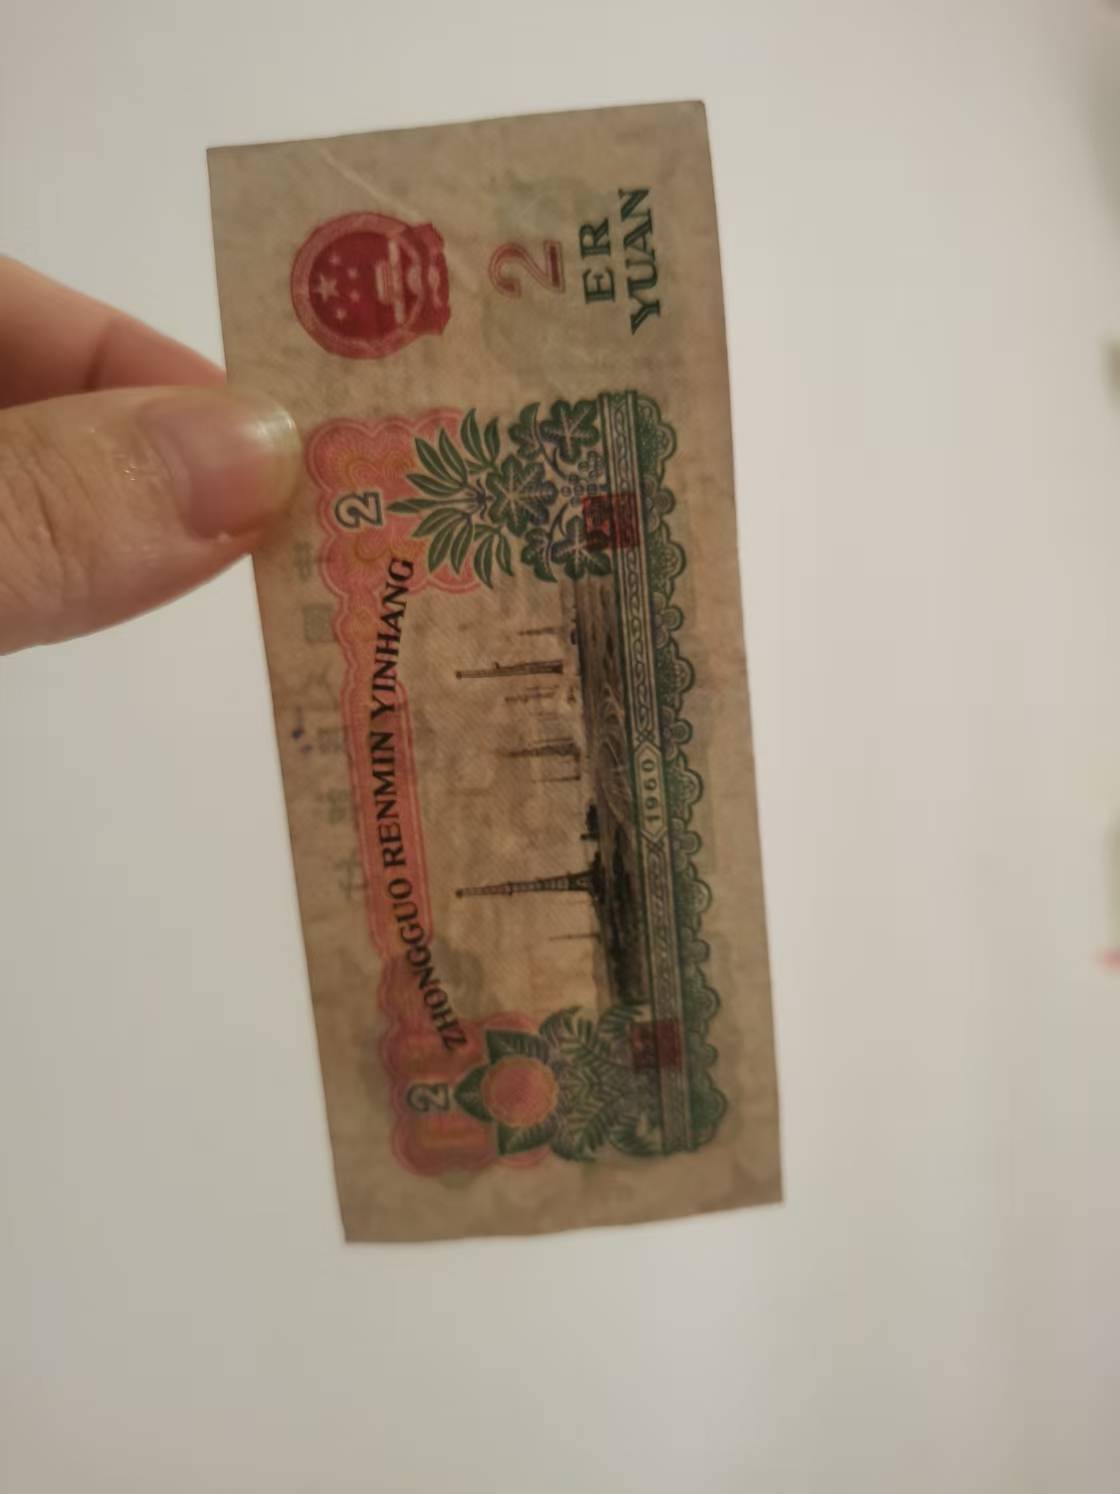 2
ZHONGGUO RENMIN YINHANG
2
2
ER
YUAN
1960